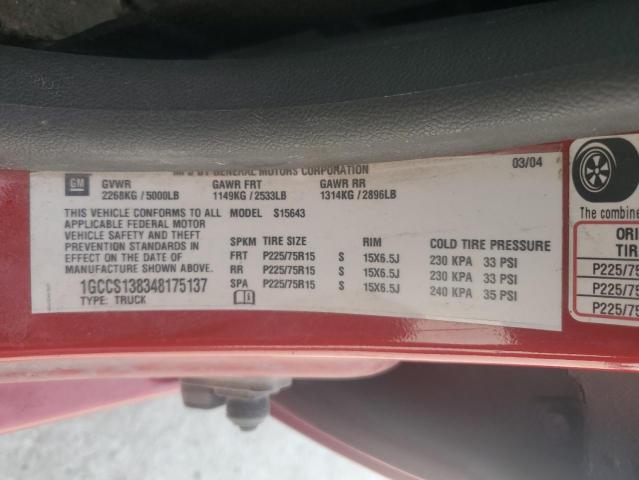 MFD BY GENERAL MOTORS CORPORATION
03/04
GM
GVWR GAWR FRT GAWR RR
2268KG / 5000LB 1149KG / 2533LB 1314KG / 2896LB
THIS VEHICLE CONFORMS TO ALL MODEL S15643
APPLICABLE FEDERAL MOTOR
VEHICLE SAFETY AND THEFT
PREVENTION STANDARDS IN
EFFECT ON THE DATE OF
MANUFACTURE SHOWN ABOVE.
1GCCS138348175137
TYPE: TRUCK
SPKM TIRE SIZE RIM COLD TIRE PRESSURE
FRT P225/75R15 S 15X6.5J 230 KPA 33 PSI
RR P225/75R15 S 15X6.5J 230 KPA 33 PSI
SPA P225/75R15 S 15X6.5J 240 KPA 35 PSI
The combine
ORI
TIR
P225/75
P225/75
P225/75